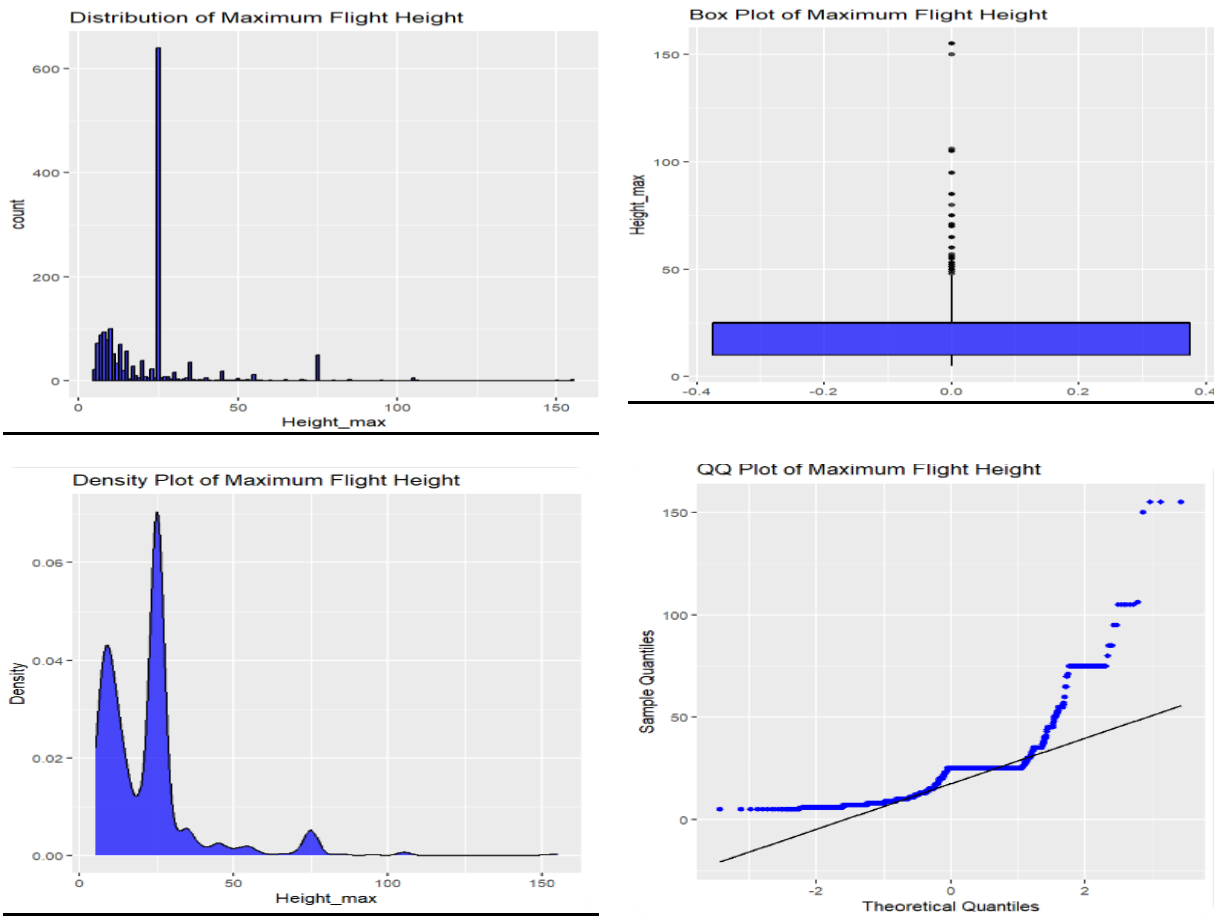 Distribution of Maximum Flight Height
600
400
200
0
count
0 50 100 150
Height_max
Box Plot of Maximum Flight Height
150
100
50
0
Height_max
-0.4 -0.2 0.0 0.2 0.4
Density Plot of Maximum Flight Height
0.06
0.04
0.02
0.00
Density
0 50 100 150
Height_max
QQ Plot of Maximum Flight Height
150
100
50
0
Sample Quantiles
-2 0 2
Theoretical Quantiles